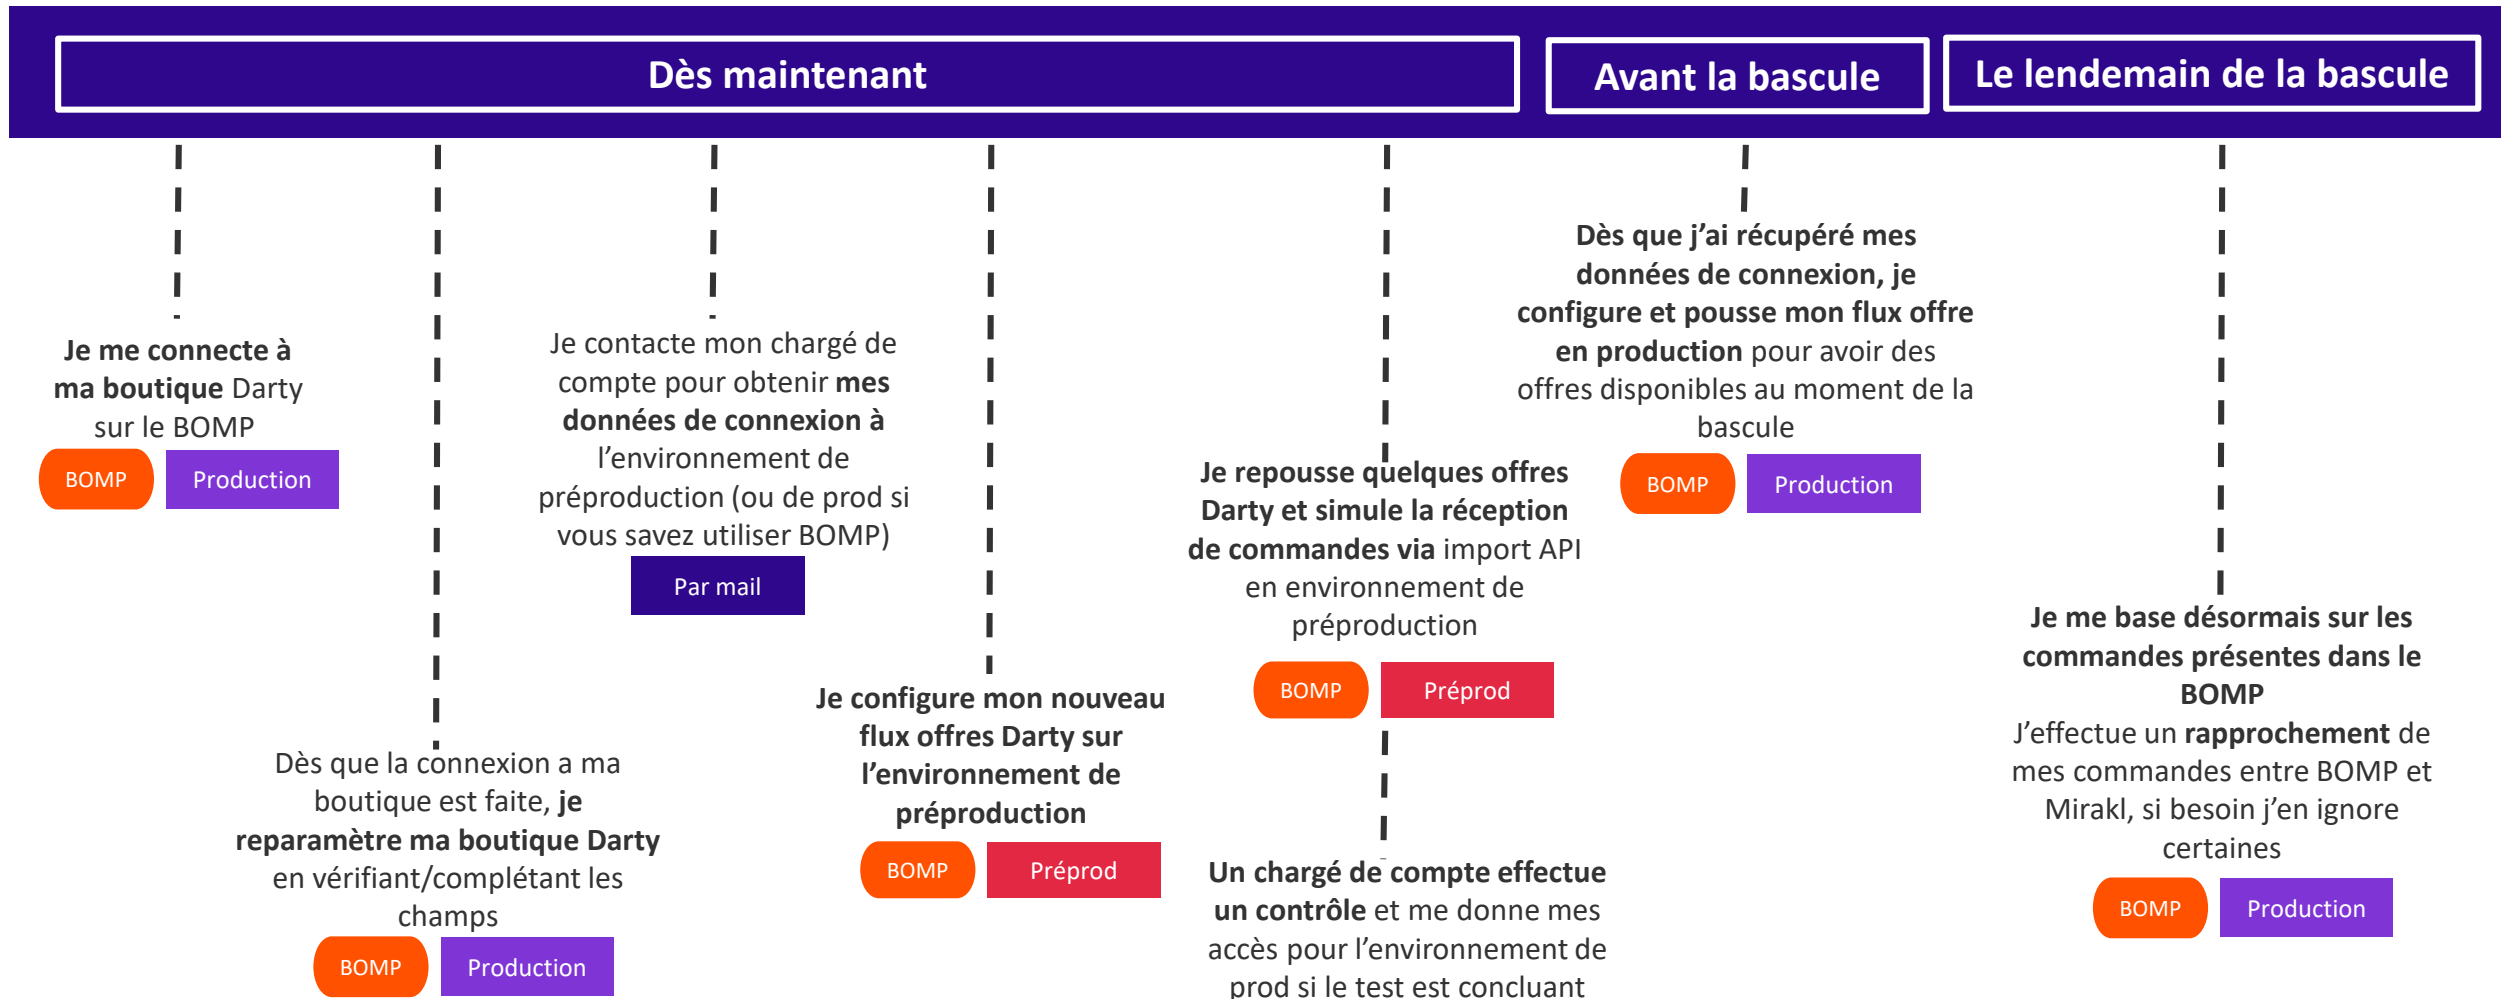 Dès maintenant
Avant la bascule
Le lendemain de la bascule
Je me connecte à
ma boutique Darty
sur le BOMP
BOMP
Production
Dès que la connexion a ma
boutique est faite, je
reparamètre ma boutique Darty
en vérifiant/complétant les
champs
BOMP
Production
Je contacte mon chargé de
compte pour obtenir mes
données de connexion à
l’environnement de
préproduction (ou de prod si
vous savez utiliser BOMP)
Par mail
Je configure mon nouveau
flux offres Darty sur
l’environnement de
préproduction
BOMP
Préprod
Je repousse quelques offres
Darty et simule la réception
de commandes via import API
en environnement de
préproduction
BOMP
Préprod
Un chargé de compte effectue
un contrôle et me donne mes
accès pour l’environnement de
prod si le test est concluant
Dès que j’ai récupéré mes
données de connexion, je
configure et pousse mon flux offre
en production pour avoir des
offres disponibles au moment de la
bascule
BOMP
Production
Je me base désormais sur les
commandes présentes dans le
BOMP
J’effectue un rapprochement de
mes commandes entre BOMP et
Mirakl, si besoin j’en ignore
certaines
BOMP
Production